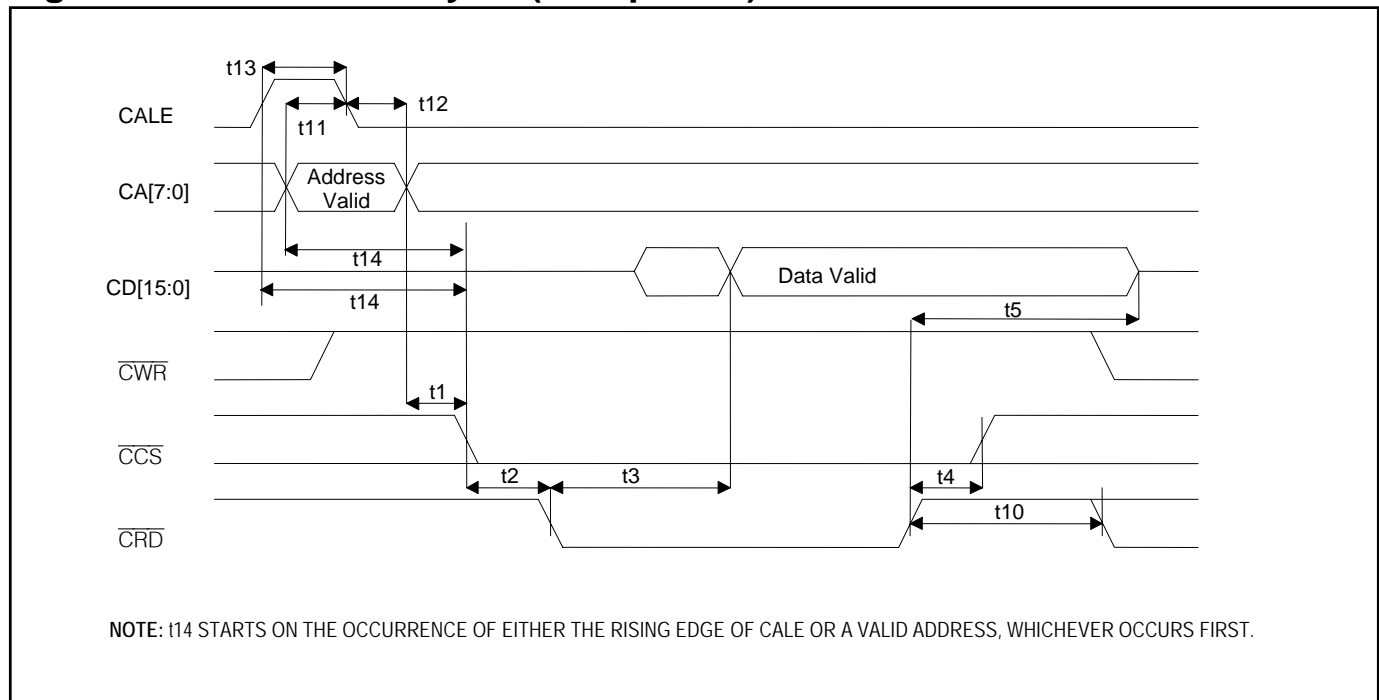 t13
t12
CALE
t11
CA[7:0]
Address
Valid
t14
Data Valid
CD[15:0]
t14
t5
CWR
t1
CCS
t2
t3
t4
t10
CRD
NOTE: t14 STARTS ON THE OCCURRENCE OF EITHER THE RISING EDGE OF CALE OR A VALID ADDRESS, WHICHEVER OCCURS FIRST.